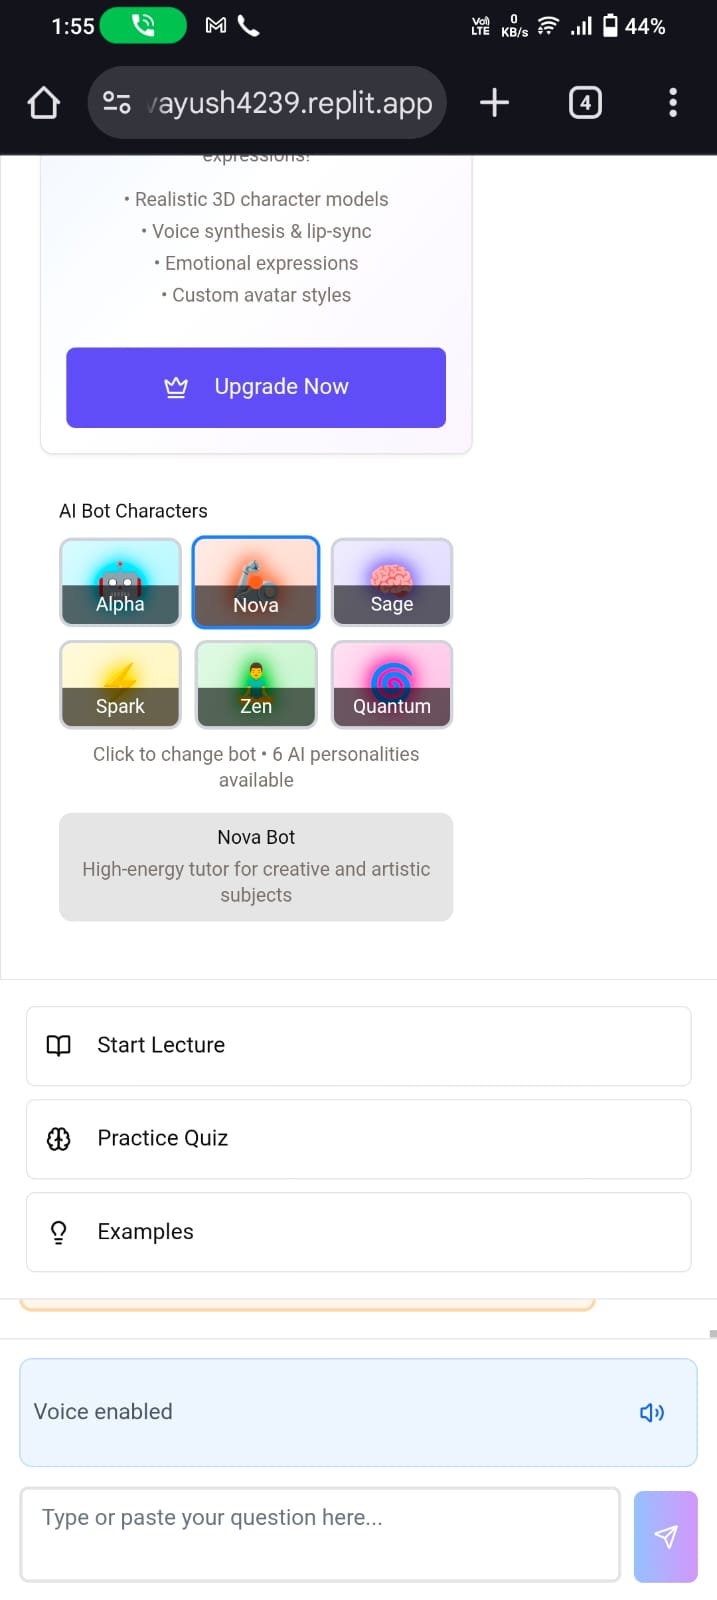 1:55
Vol) LTE
0 KB/s
44%
ayush4239.replit.app
4
expressions!
• Realistic 3D character models
• Voice synthesis & lip-sync
• Emotional expressions
• Custom avatar styles
Upgrade Now
AI Bot Characters
Alpha
Nova
Sage
Spark
Zen
Quantum
Click to change bot • 6 AI personalities
available
Nova Bot
High-energy tutor for creative and artistic
subjects
Start Lecture
Practice Quiz
Examples
Voice enabled
Type or paste your question here...